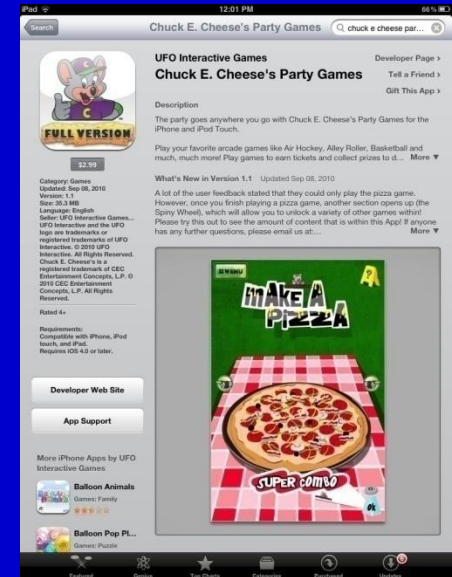 iPad
12:01 PM
66%
Search
Chuck E. Cheese's Party Games
chuck e cheese par...
UFO Interactive Games
Chuck E. Cheese's Party Games
Developer Page ›
Tell a Friend ›
Gift This App ›
FULL VERSION
$2.99
Category: Games
Updated: Sep 08, 2010
Version: 1.1
Size: 35.3 MB
Language: English
Seller: UFO Interactive Games...
UFO Interactive and the UFO
logo are trademarks or
registered trademarks of UFO
Interactive. © 2010 UFO
Interactive. All Rights Reserved.
Chuck E. Cheese's is a
registered trademark of CEC
Entertainment Concepts, L.P. ©
2010 CEC Entertainment
Concepts, L.P. All Rights
Reserved.
Rated 4+
Requirements:
Compatible with iPhone, iPod
touch, and iPad.
Requires iOS 4.0 or later.
Developer Web Site
App Support
More iPhone Apps by UFO
Interactive Games
Balloon Animals
Games: Family
Balloon Pop Pl...
Games: Puzzle
Description
The party goes anywhere you go with Chuck E. Cheese's Party Games for the
iPhone and iPod Touch.
Play your favorite arcade games like Air Hockey, Alley Roller, Basketball and
much, much more! Play games to earn tickets and collect prizes to d... More ▼
What's New in Version 1.1 Updated Sep 08, 2010
A lot of the user feedback stated that they could only play the pizza game.
However, once you finish playing a pizza game, another section opens up (the
Spiny Wheel), which will allow you to unlock a variety of other games within!
Please try this out to see the amount of content that is within this App! If anyone
has any further questions, please email us at:... More ▼
MENU
?
MAKE A
PIZZA
SUPER COMBO
Ok
Featured
Genius
Top Charts
Categories
Purchased
Updates